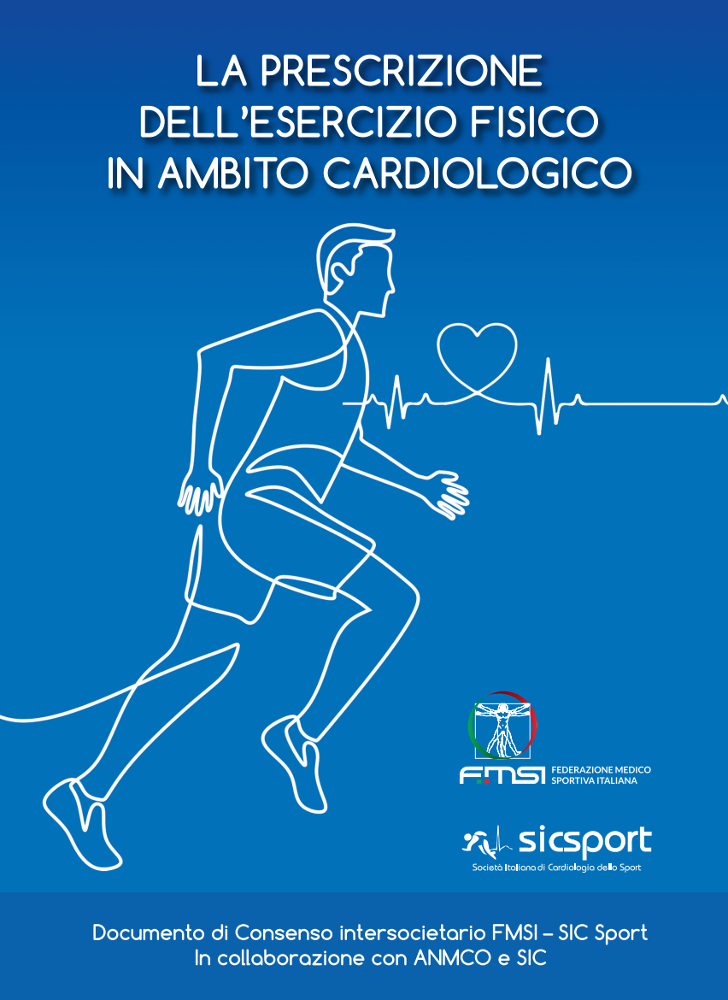 LA PRESCRIZIONE
DELL'ESERCIZIO FISICO
IN AMBITO CARDIOLOGICO
FMSI FEDERAZIONE MEDICO
SPORTIVA ITALIANA
sicsport
Società Italiana di Cardiologia dello Sport
Documento di Consenso intersocietario FMSI – SIC Sport
In collaborazione con ANMCO e SIC